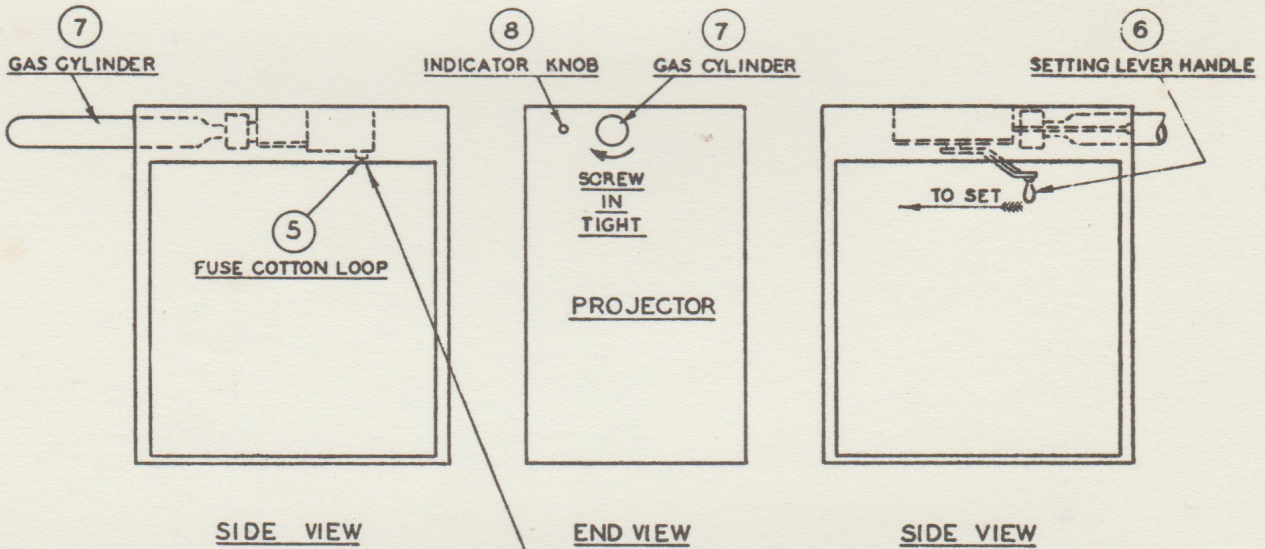 7
GAS CYLINDER
8
INDICATOR KNOB
7
GAS CYLINDER
6
SETTING LEVER HANDLE
SCREW
IN
TIGHT
TO SET
5
FUSE COTTON LOOP
PROJECTOR
SIDE VIEW
END VIEW
SIDE VIEW